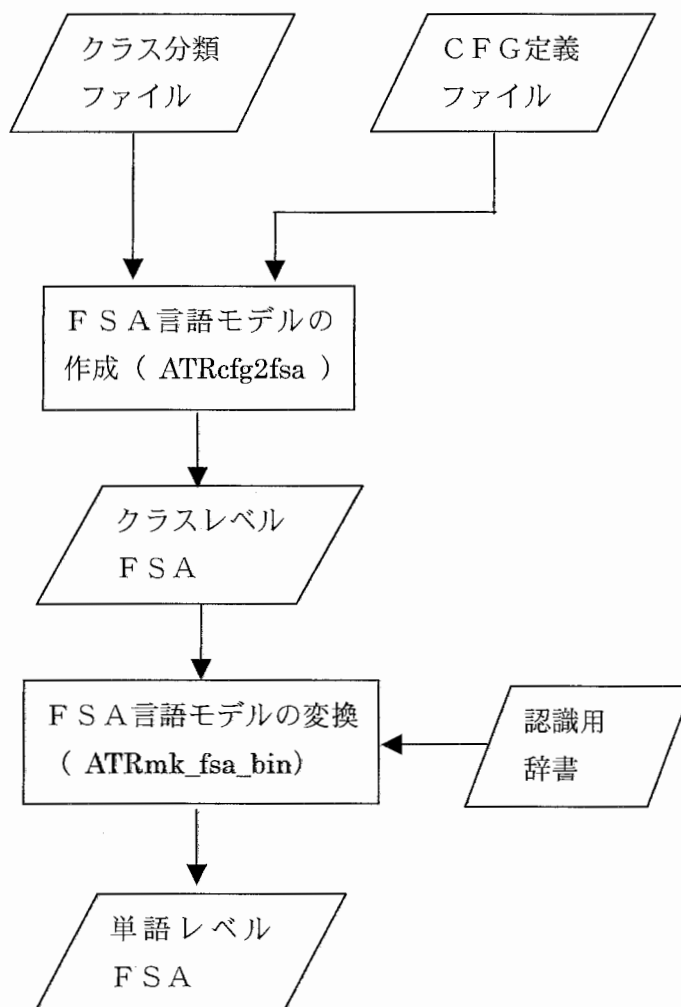 クラス分類
ファイル
ＣＦＧ定義
ファイル
ＦＳＡ言語モデルの
作成（ ATRcfg2fsa ）
クラスレベル
ＦＳＡ
ＦＳＡ言語モデルの変換
（ ATRmk_fsa_bin)
認識用
辞書
単語レベル
ＦＳＡ